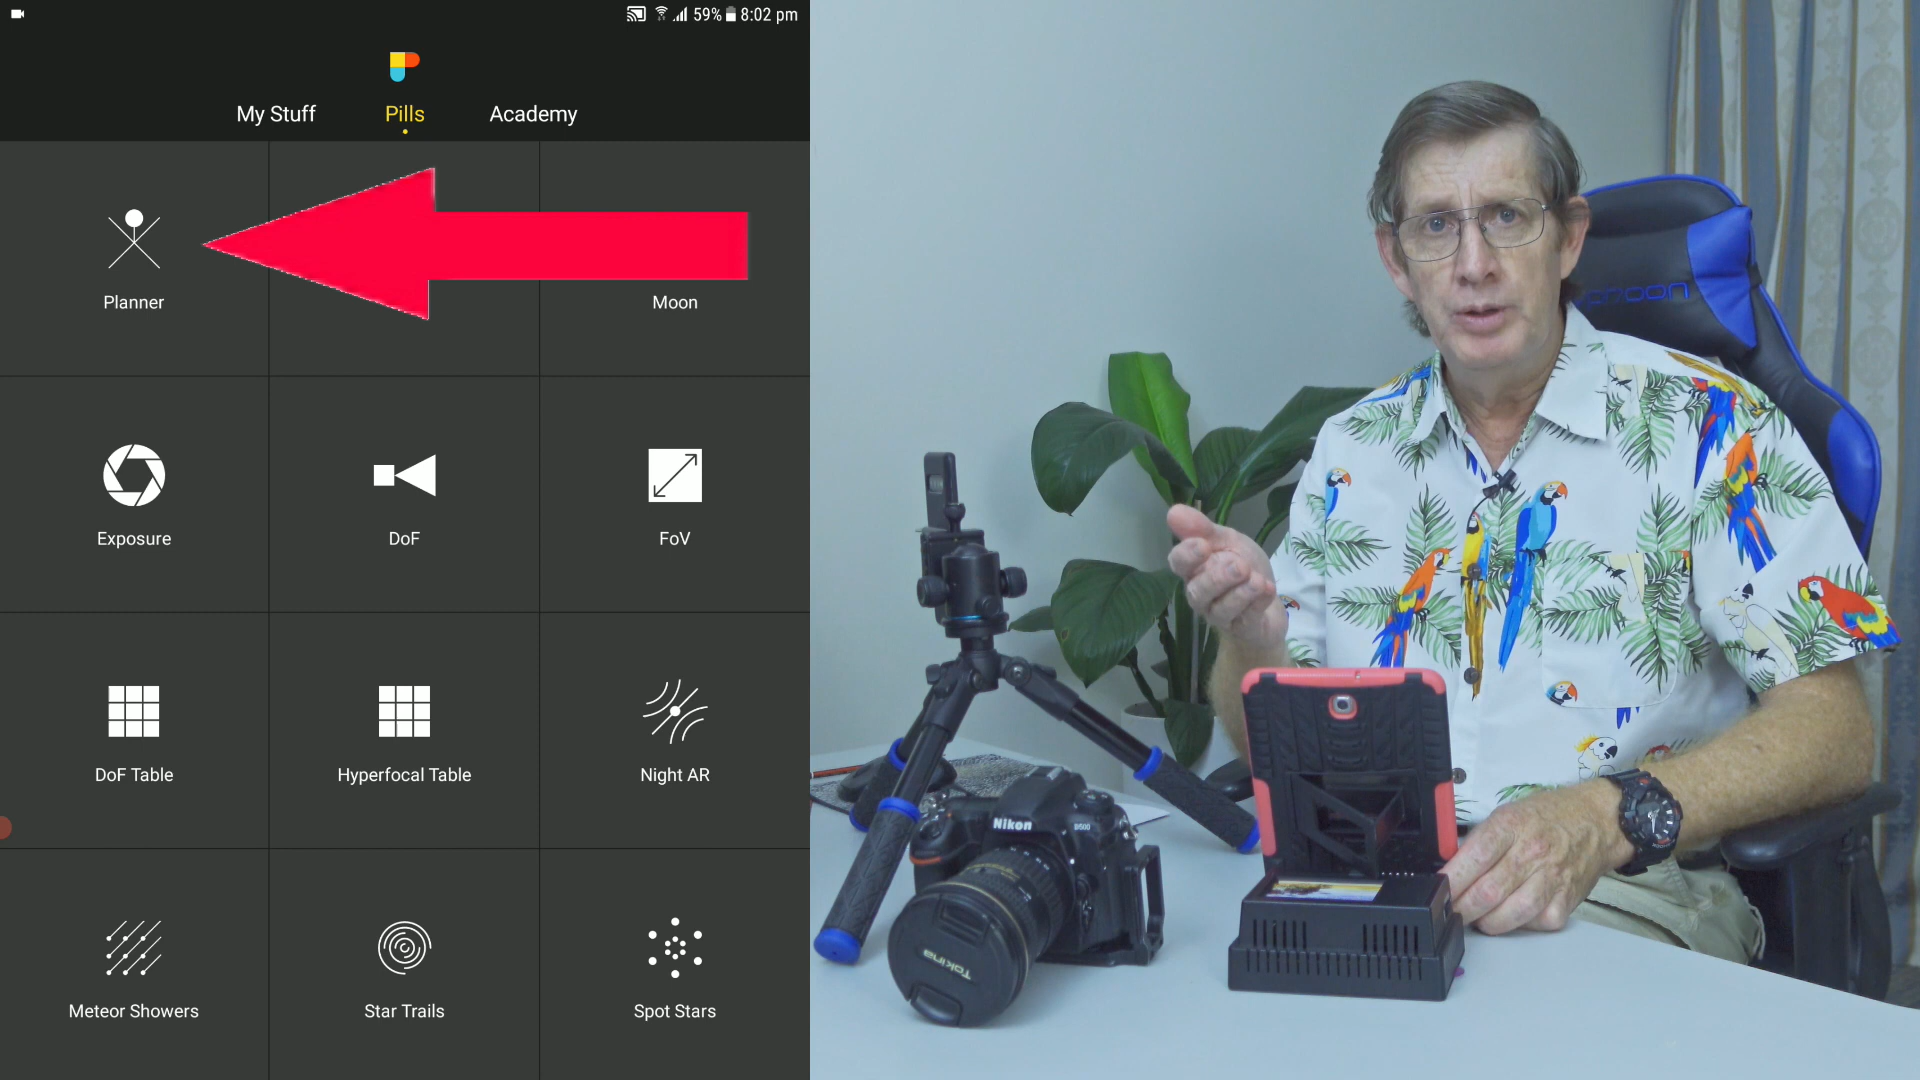 59% 8:02 pm
My Stuff Pills Academy
Planner Moon
Exposure DoF FoV
DoF Table Hyperfocal Table Night AR
Meteor Showers Star Trails Spot Stars
Nikon D500
Tokina